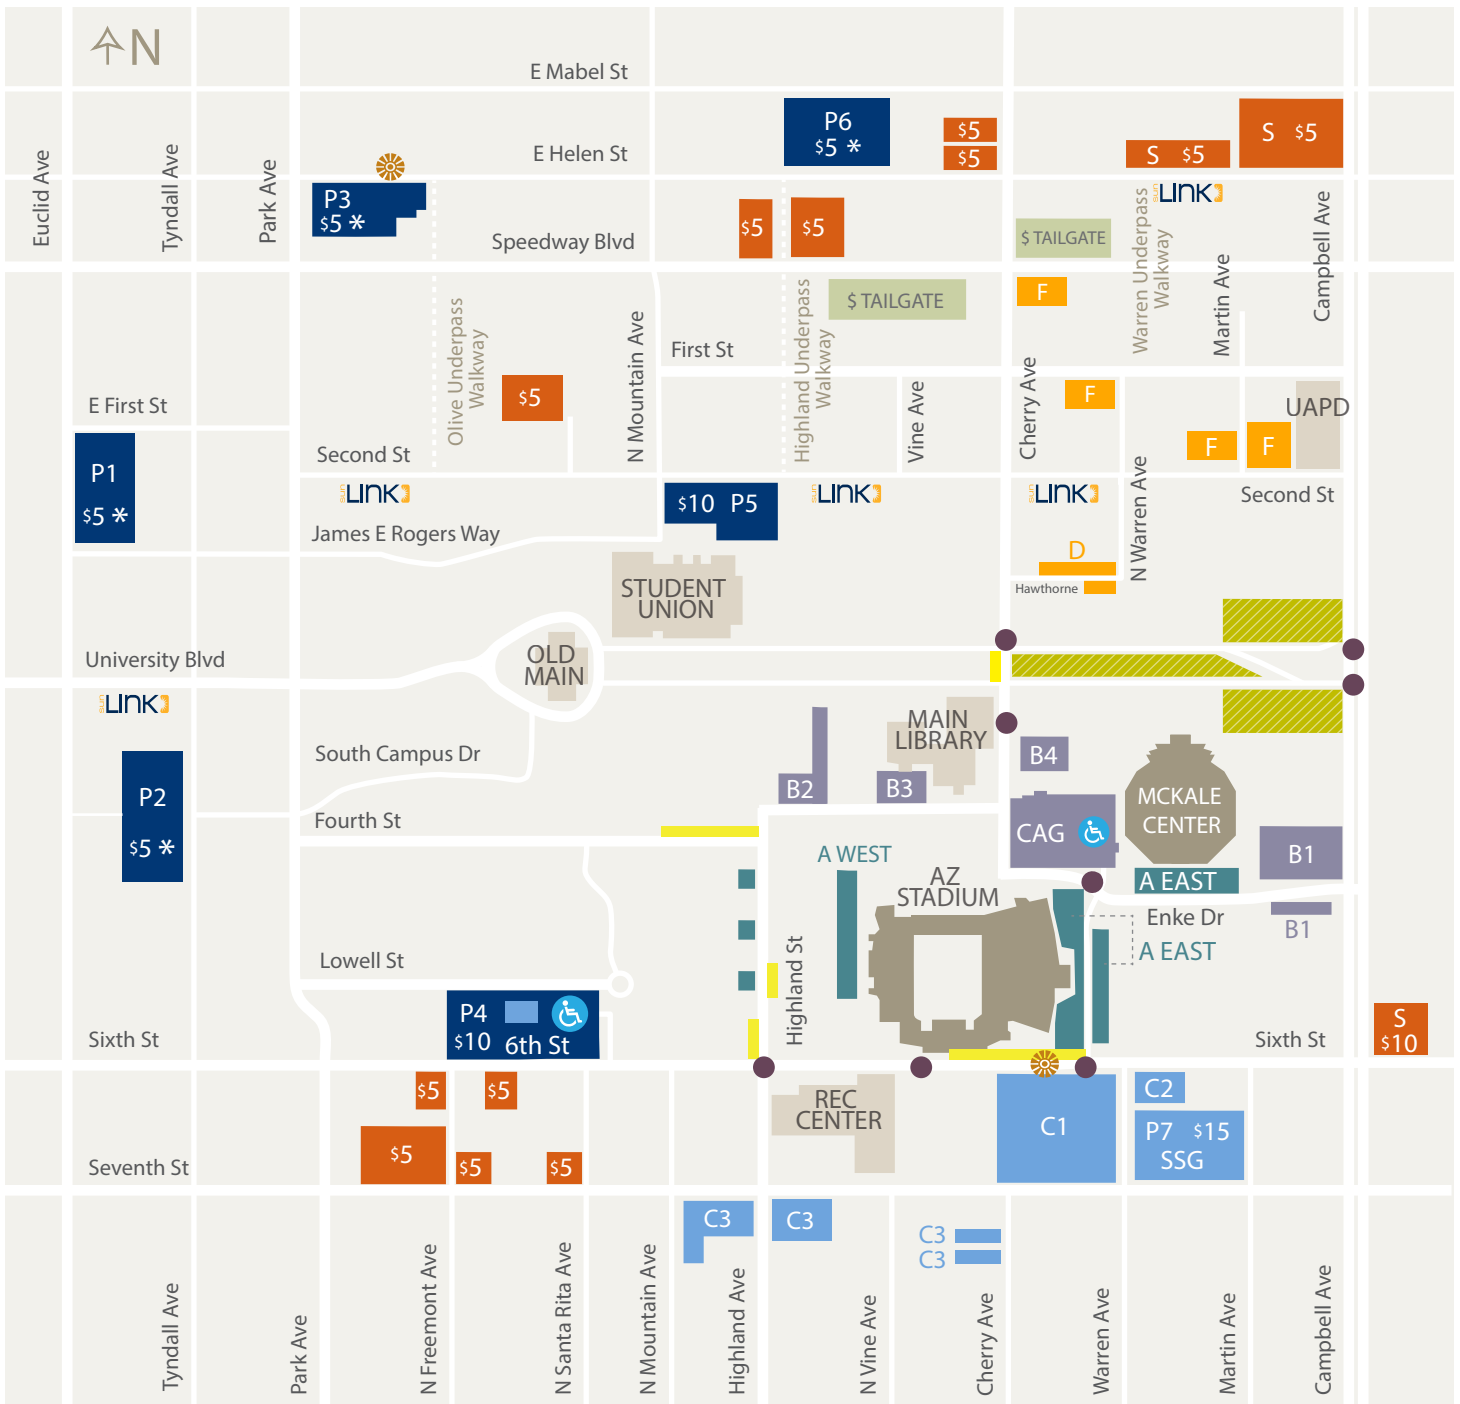 N
E Mabel St
P6
$5 *
$5
$5
S $5
S $5
E Helen St
Euclid Ave
Tyndall Ave
Park Ave
P3
$5 *
sun LINK
$5
$5
Speedway Blvd
$ TAILGATE
Warren Underpass
Walkway
Martin Ave
Campbell Ave
F
$ TAILGATE
Olive Underpass
Walkway
N Mountain Ave
First St
Highland Underpass
Walkway
Vine Ave
Cherry Ave
F
$5
E First St
UAPD
F
F
P1
$5 *
Second St
sun LINK
$10 P5
sun LINK
sun LINK
N Warren Ave
Second St
James E Rogers Way
D
Hawthorne
STUDENT
UNION
University Blvd
OLD
MAIN
sun LINK
MAIN
LIBRARY
South Campus Dr
B4
B2
B3
P2
$5 *
MCKALE
CENTER
Fourth St
CAG
B1
A WEST
AZ
STADIUM
A EAST
Enke Dr
B1
A EAST
Lowell St
Highland St
P4
$10 6th St
S
$10
Sixth St
Sixth St
$5
$5
C2
REC
CENTER
C1
P7 $15
SSG
$5
$5
$5
Seventh St
C3
C3
C3
C3
Tyndall Ave
Park Ave
N Freemont Ave
N Santa Rita Ave
N Mountain Ave
Highland Ave
N Vine Ave
Cherry Ave
Warren Ave
Martin Ave
Campbell Ave